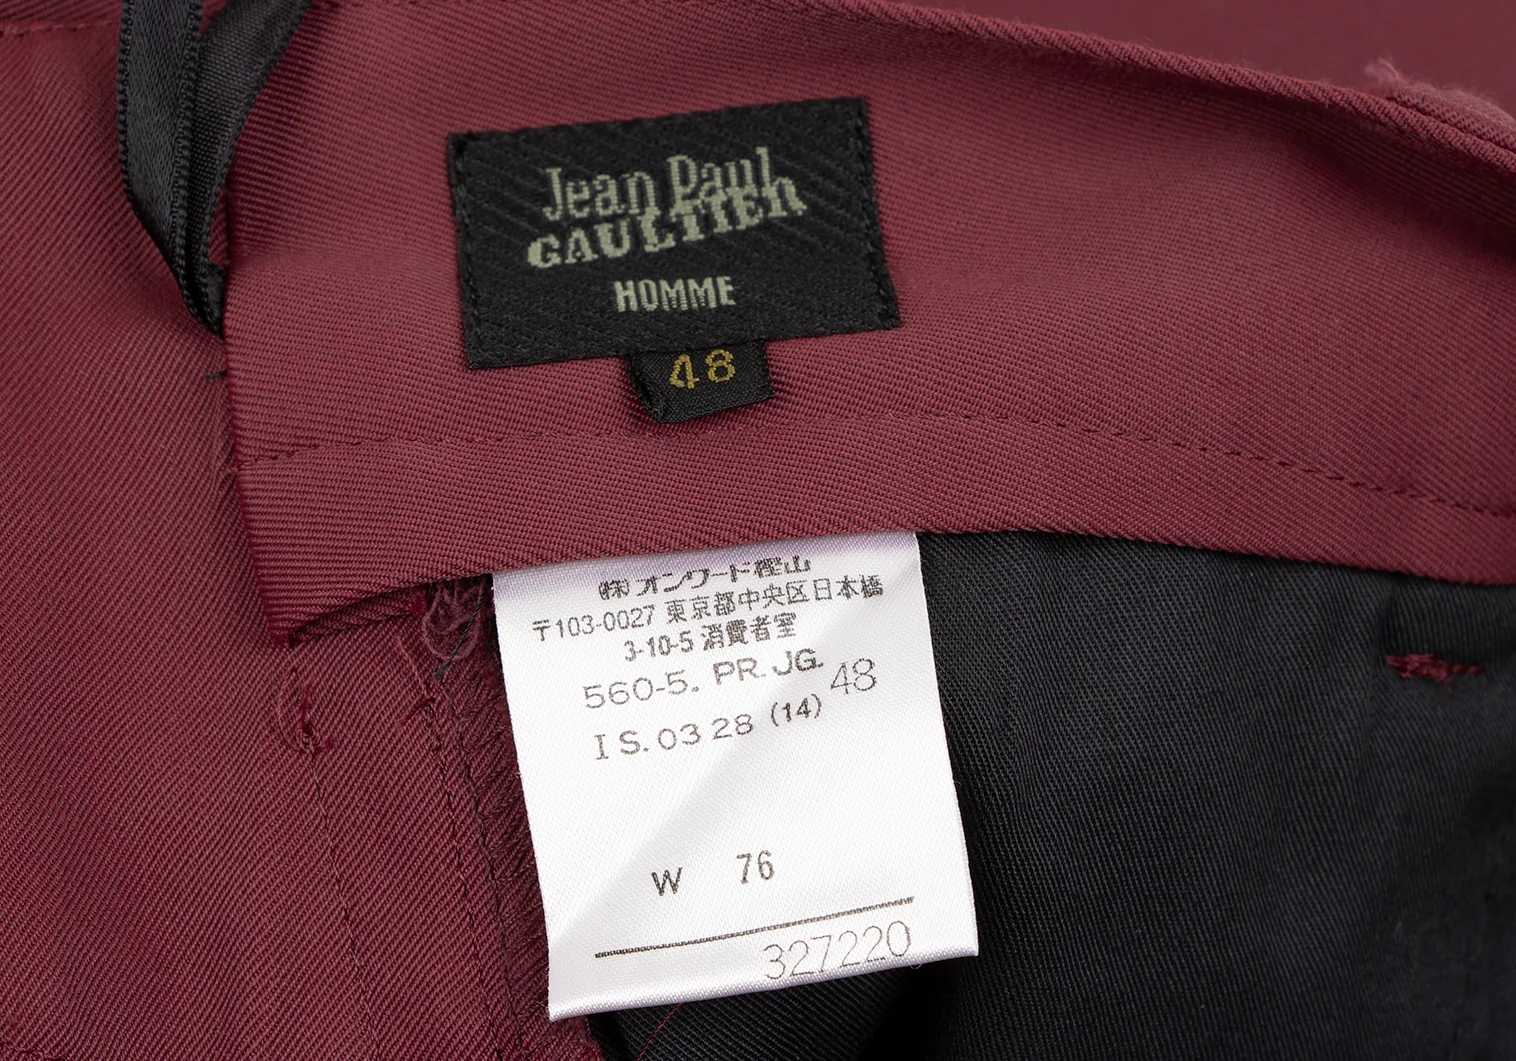 Jean Paul
GAULTIER
HOMME
48
㈱オンワード樫山
〒103-0027 東京都中央区日本橋
3-10-5 消費者室
560-5. PR. JG. 48
I S. 03 28 (14)
W 76
327220